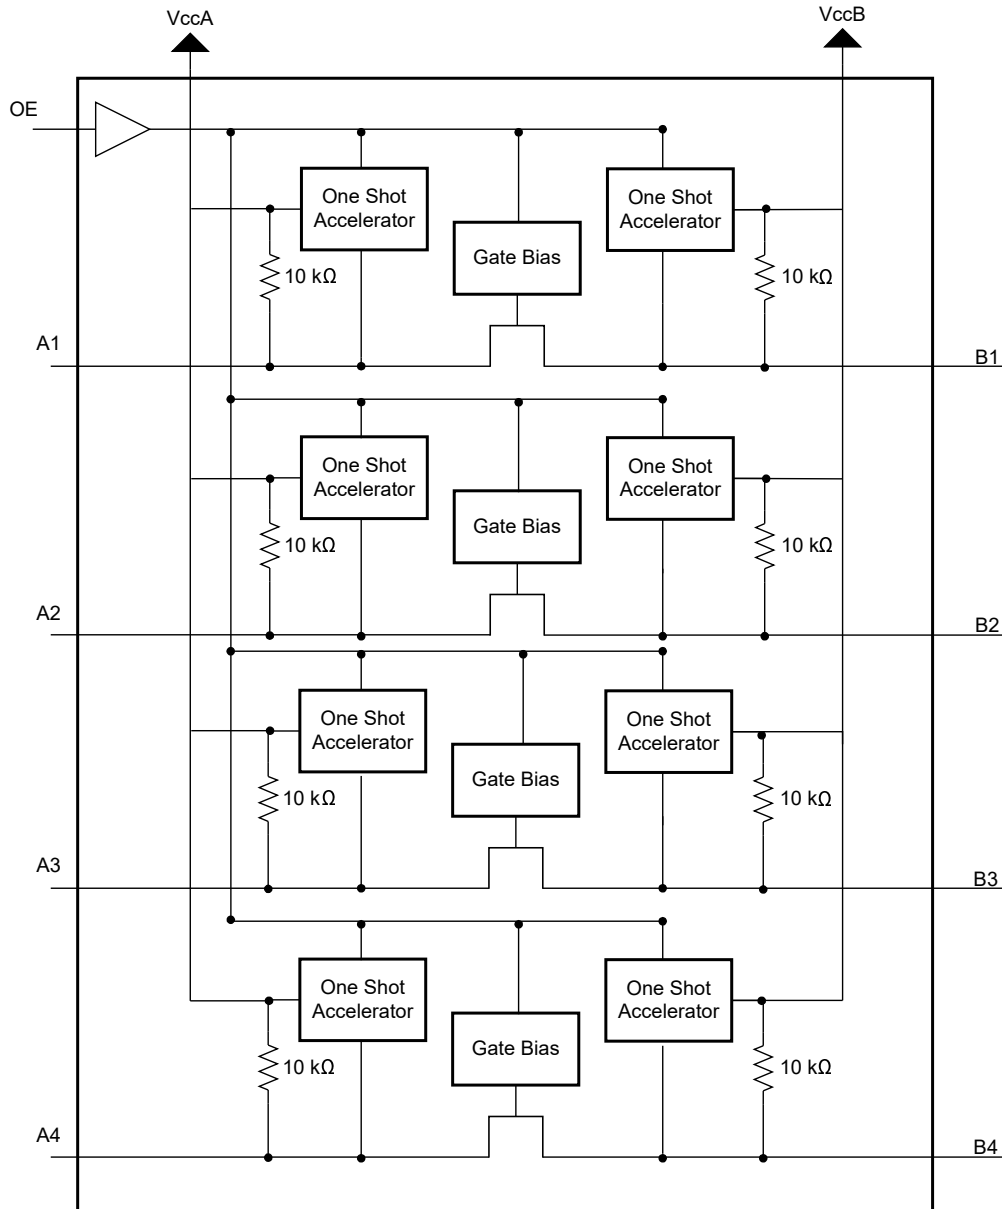 VccA
VccB
OE
One Shot
Accelerator
One Shot
Accelerator
Gate Bias
10 kΩ
10 kΩ
A1
B1
One Shot
Accelerator
One Shot
Accelerator
Gate Bias
10 kΩ
10 kΩ
A2
B2
One Shot
Accelerator
One Shot
Accelerator
Gate Bias
10 kΩ
10 kΩ
A3
B3
One Shot
Accelerator
One Shot
Accelerator
Gate Bias
10 kΩ
10 kΩ
A4
B4